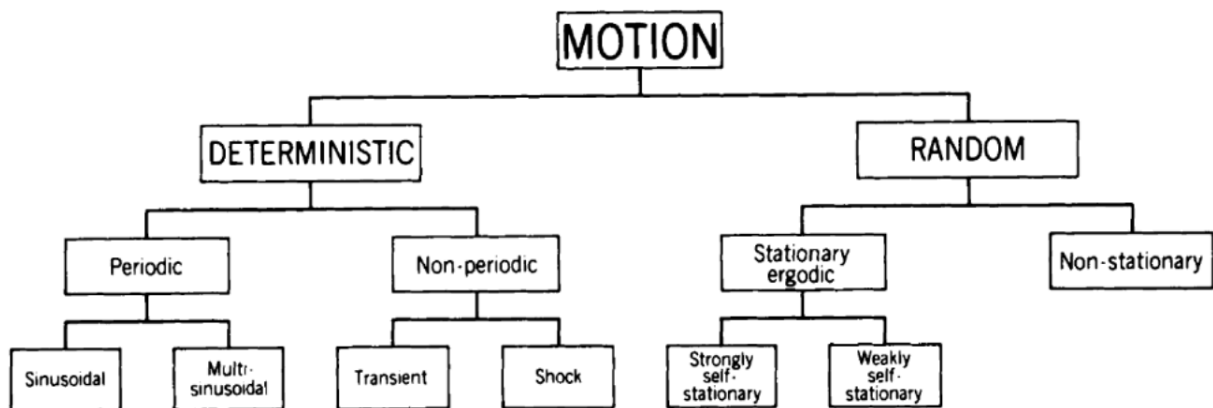 MOTION
DETERMINISTIC
RANDOM
Periodic
Non-periodic
Stationary
ergodic
Non-stationary
Sinusoidal
Multi-
sinusoidal
Transient
Shock
Strongly
self-
stationary
Weakly
self-
stationary